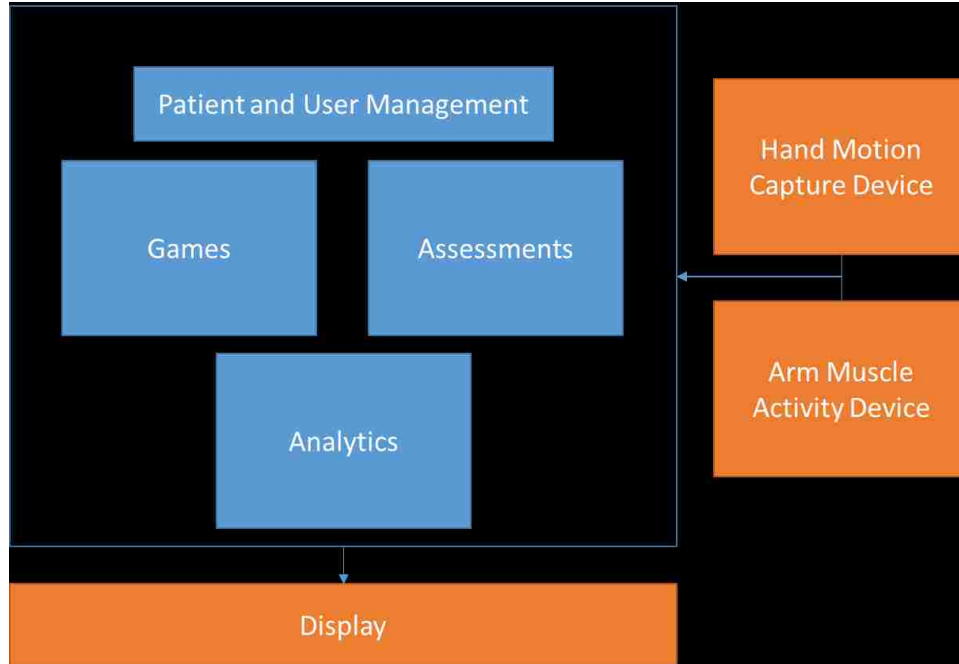 Patient and User Management
Hand Motion
Capture Device
Games
Assessments
Arm Muscle
Activity Device
Analytics
Display